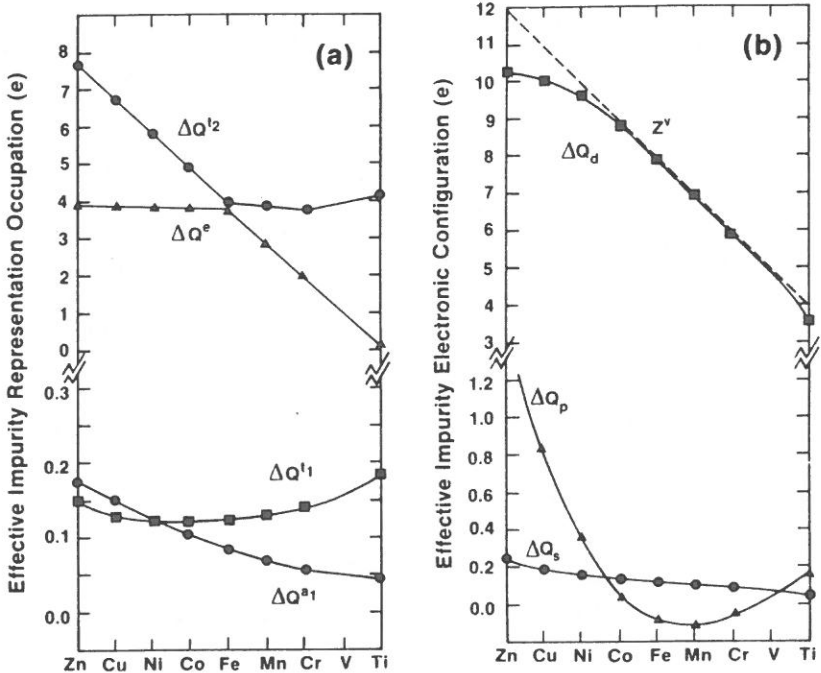 (a)
Effective Impurity Representation Occupation (e)
8
7
6
5
4
3
2
1
0
0.3
0.2
0.1
0.0
ΔQ^t2
ΔQ^e
ΔQ^t1
ΔQ^a1
Zn Cu Ni Co Fe Mn Cr V Ti
(b)
Effective Impurity Electronic Configuration (e)
12
11
10
9
8
7
6
5
4
3
1.2
1.0
0.8
0.6
0.4
0.2
0.0
Z^v
ΔQ_d
ΔQ_p
ΔQ_s
Zn Cu Ni Co Fe Mn Cr V Ti